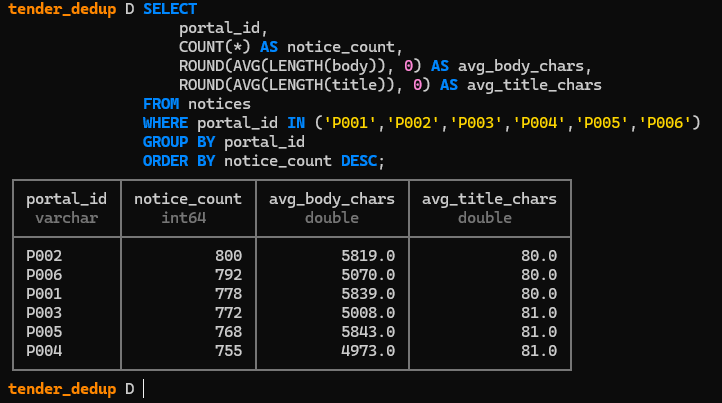 tender_dedup D SELECT
portal_id,
COUNT(*) AS notice_count,
ROUND(AVG(LENGTH(body)), 0) AS avg_body_chars,
ROUND(AVG(LENGTH(title)), 0) AS avg_title_chars
FROM notices
WHERE portal_id IN ('P001','P002','P003','P004','P005','P006')
GROUP BY portal_id
ORDER BY notice_count DESC;
portal_id notice_count avg_body_chars avg_title_chars
varchar int64 double double
P002 800 5819.0 80.0
P006 792 5070.0 80.0
P001 778 5839.0 80.0
P003 772 5008.0 81.0
P005 768 5843.0 81.0
P004 755 4973.0 81.0
tender_dedup D